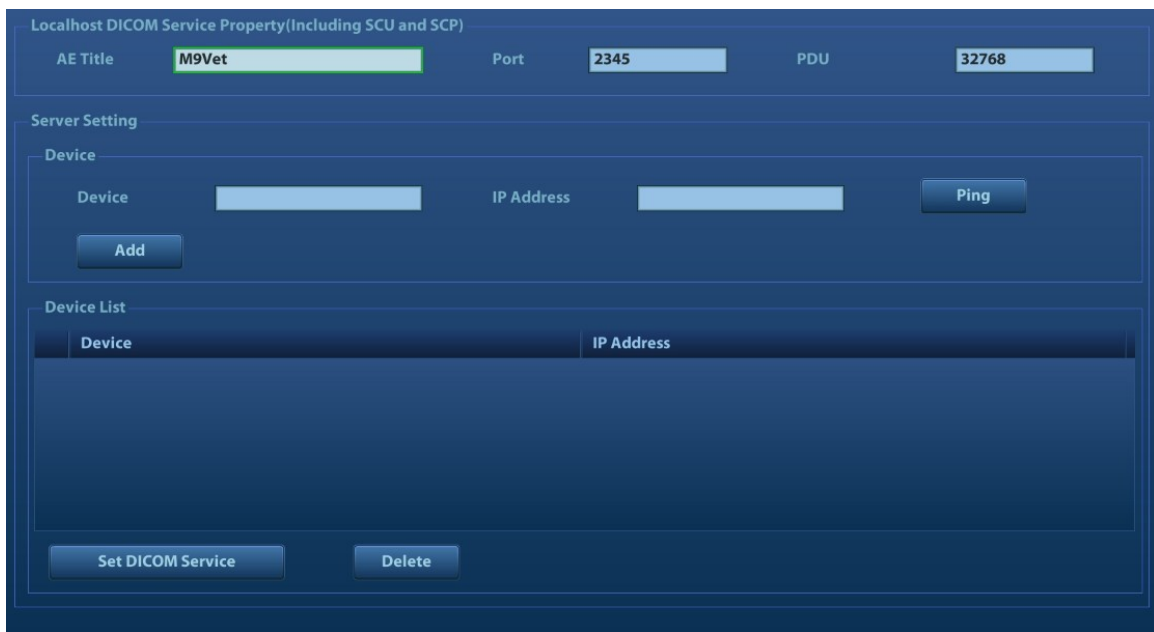 Localhost DICOM Service Property(Including SCU and SCP)
AE Title M9Vet Port 2345 PDU 32768
Server Setting
Device
Device IP Address Ping
Add
Device List
Device IP Address
Set DICOM Service Delete